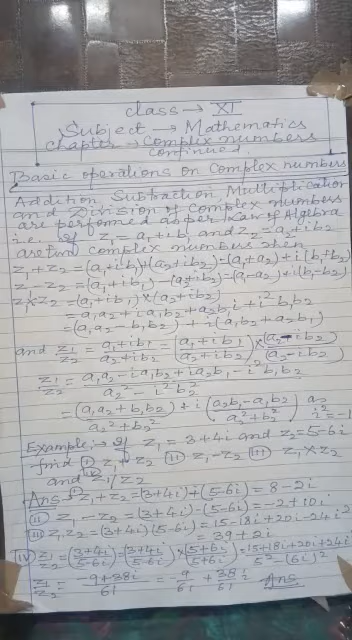 class → XI
Subject → Mathematics
chapter → Complex numbers
continued
Basic operations on Complex numbers
Addition, Subtraction, Multiplication
and Division of Complex numbers
are performed as per Law of Algebra
i.e. If z₁ = a₁+ib₁ and z₂ = a₂+ib₂
are two complex numbers then
z₁+z₂ = (a₁+ib₁)+(a₂+ib₂) = (a₁+a₂)+i(b₁+b₂)
z₁-z₂ = (a₁+ib₁)-(a₂+ib₂) = (a₁-a₂)+i(b₁-b₂)
z₁×z₂ = (a₁+ib₁)×(a₂+ib₂)
= a₁a₂+ia₁b₂+a₂b₁i+i²b₁b₂
= (a₁a₂-b₁b₂)+i(a₁b₂+a₂b₁)
and z₁/z₂ = (a₁+ib₁)/(a₂+ib₂) = (a₁+ib₁)/(a₂+ib₂) × (a₂-ib₂)/(a₂-ib₂)
z₁/z₂ = (a₁a₂-ia₁b₂+ia₂b₁-i²b₁b₂)/(a₂²-i²b₂²)
= (a₁a₂+b₁b₂)/(a₂²+b₂²) + i(a₂b₁-a₁b₂)/(a₂²+b₂²) as i²=-1
Example:- If z₁ = 3+4i and z₂=5-6i
find (i) z₁+z₂ (ii) z₁-z₂ (iii) z₁×z₂
and (iv) z₁/z₂
Ans (i) z₁+z₂ = (3+4i)+(5-6i) = 8-2i
(ii) z₁-z₂ = (3+4i)-(5-6i) = -2+10i
(iii) z₁z₂ = (3+4i)(5-6i) = 15-18i+20i-24i²
= 39+2i
(iv) z₁/z₂ = (3+4i)/(5-6i) = (3+4i)/(5-6i) × (5+6i)/(5+6i) = (15+18i+20i+24i²)/(5²-(6i)²)
z₁/z₂ = (-9+38i)/61 = -9/61 + 38/61 i Ans